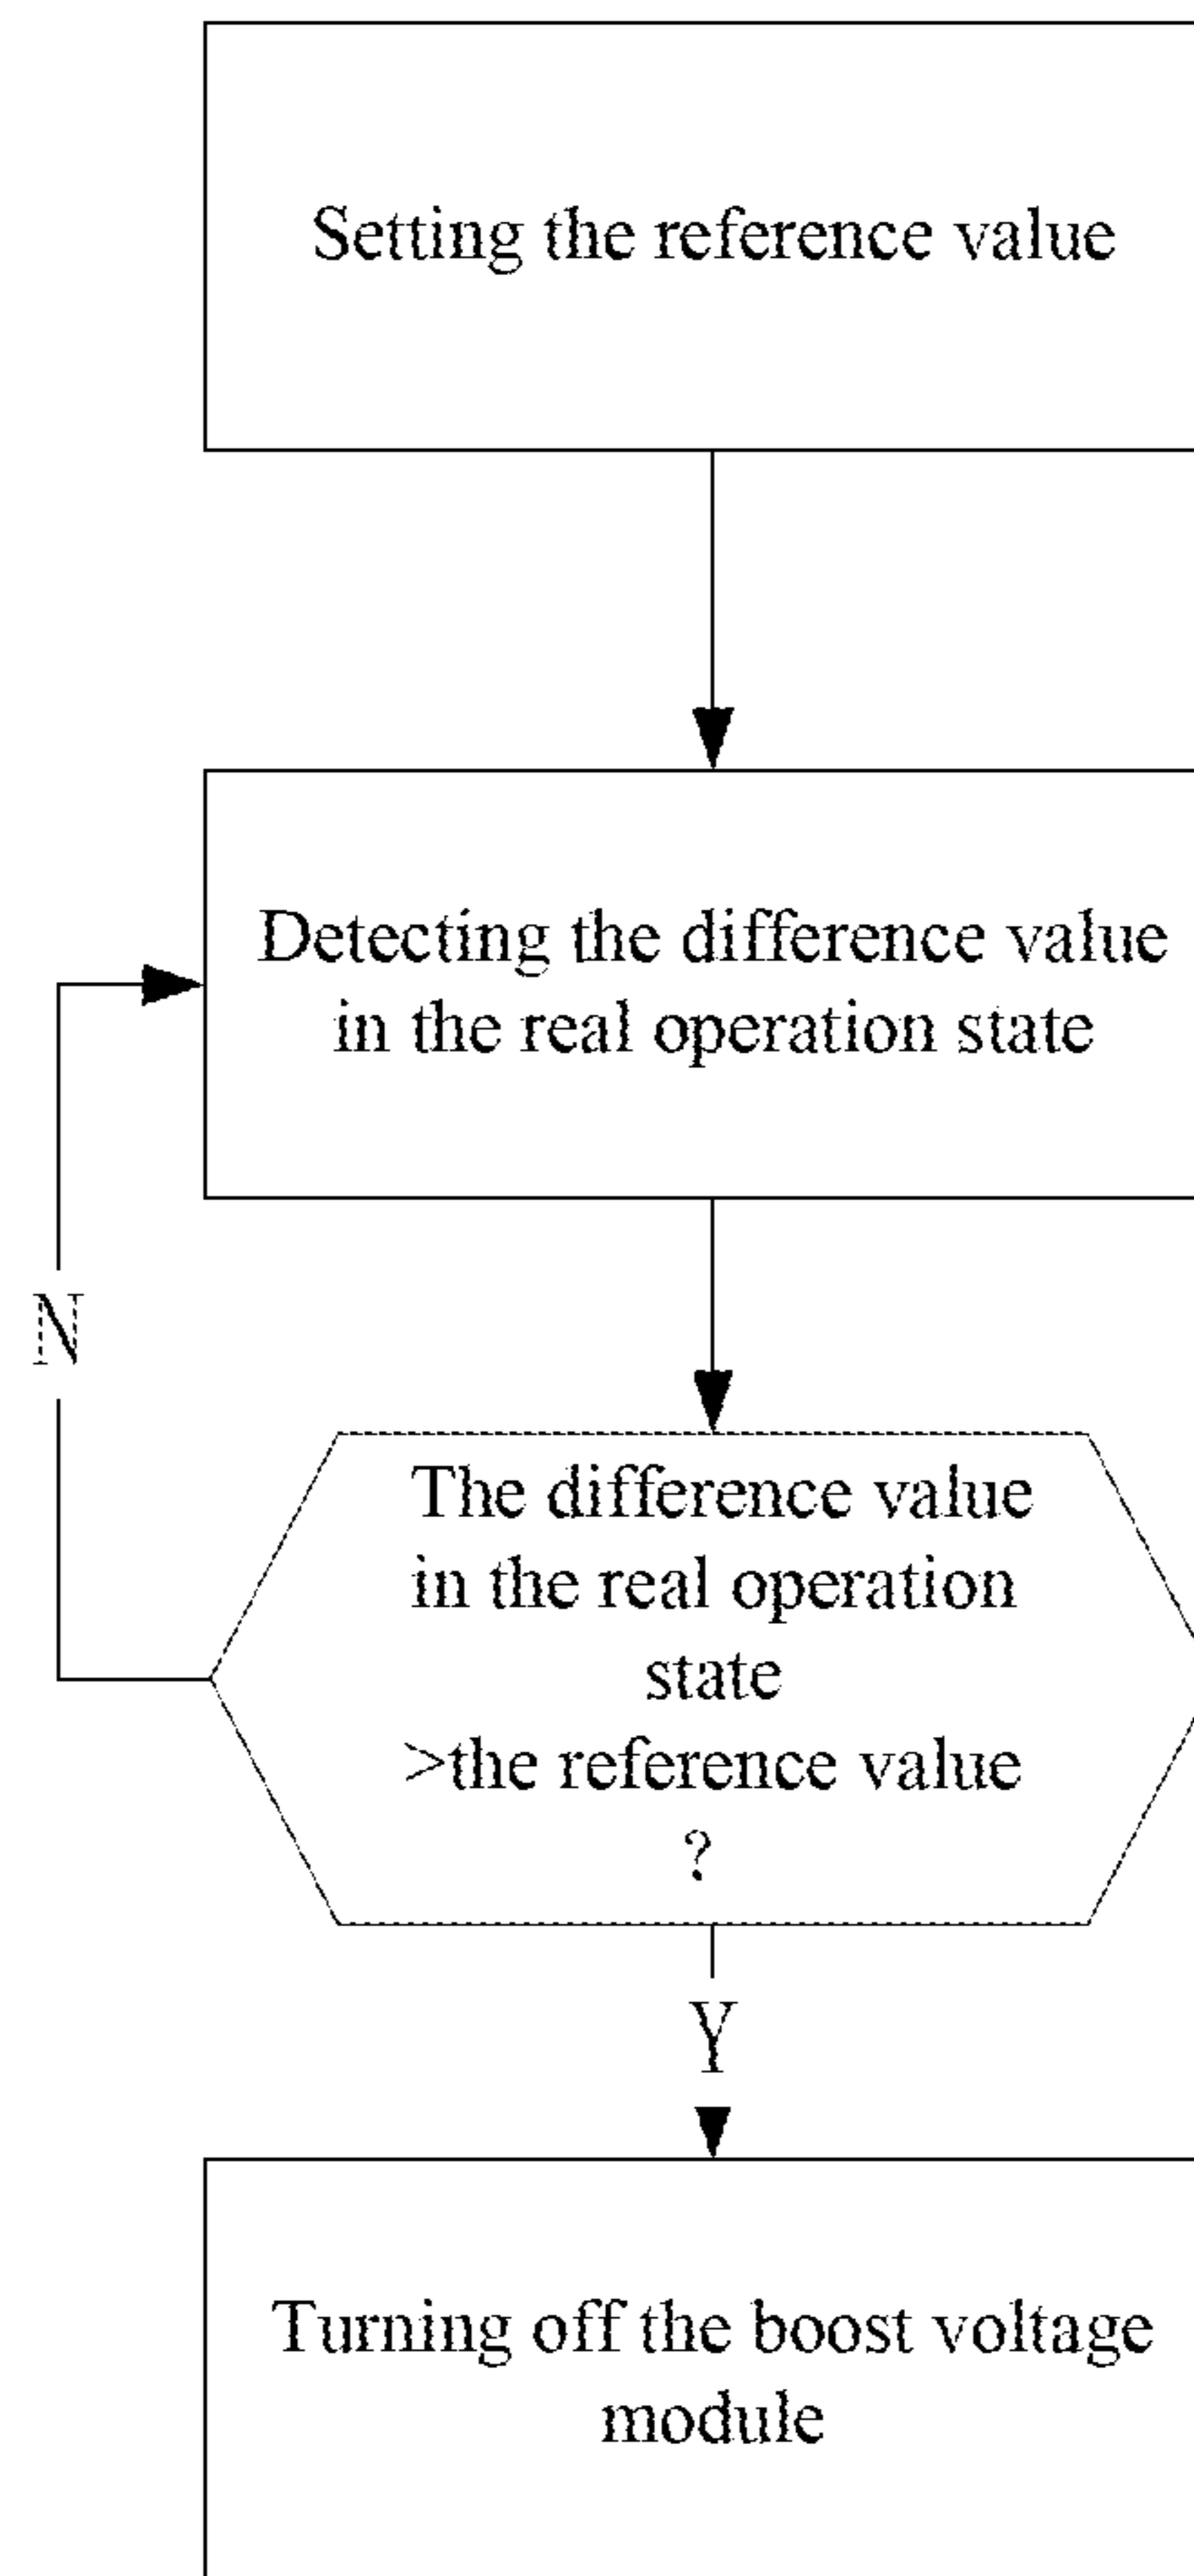 Setting the reference value
Detecting the difference value
in the real operation state
N
The difference value
in the real operation
state
>the reference value
?
Y
Turning off the boost voltage
module